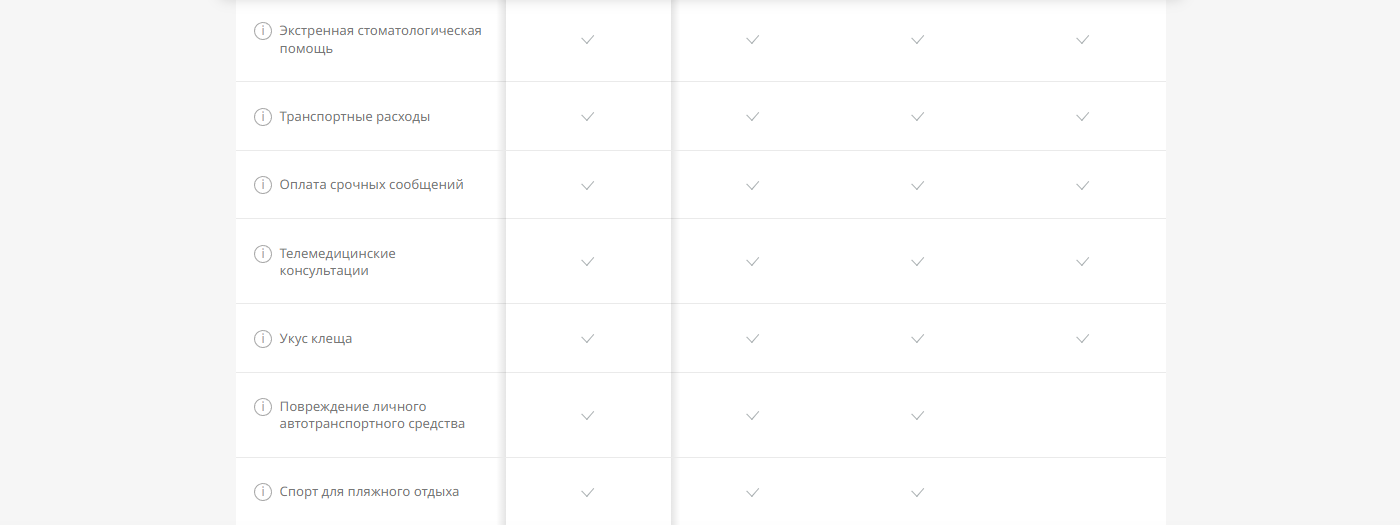 Экстренная стоматологическая
помощь
Транспортные расходы
Оплата срочных сообщений
Телемедицинские
консультации
Укус клеща
Повреждение личного
автотранспортного средства
Спорт для пляжного отдыха